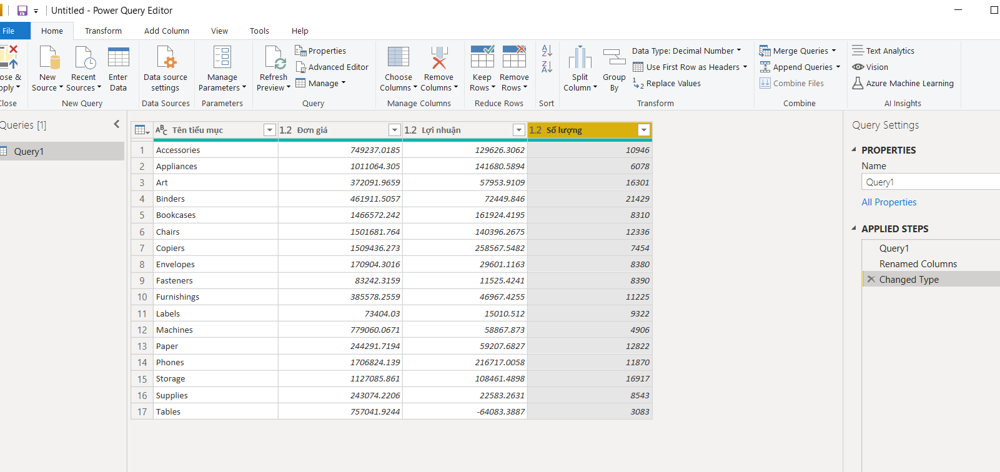 Untitled - Power Query Editor
File Home Transform Add Column View Tools Help
ose & pply
New Source
Recent Sources
Enter Data
Data source settings
Manage Parameters
Refresh Preview
Properties
Advanced Editor
Manage
Choose Columns
Remove Columns
Keep Rows
Remove Rows
Split Column
Group By
Data Type: Decimal Number
Use First Row as Headers
Replace Values
Merge Queries
Append Queries
Combine Files
Text Analytics
Vision
Azure Machine Learning
Close New Query Data Sources Parameters Query Manage Columns Reduce Rows Sort Transform Combine AI Insights
Queries [1]
Query1
Tên tiểu mục 1.2 Đơn giá 1.2 Lợi nhuận 1.2 Số lượng
1 Accessories 749237.0185 129626.3062 10946
2 Appliances 1011064.305 141680.5894 6078
3 Art 372091.9659 57953.9109 16301
4 Binders 461911.5057 72449.846 21429
5 Bookcases 1466572.242 161924.4195 8310
6 Chairs 1501681.764 140396.2675 12336
7 Copiers 1509436.273 258567.5482 7454
8 Envelopes 170904.3016 29601.1163 8380
9 Fasteners 83242.3159 11525.4241 8390
10 Furnishings 385578.2559 46967.4255 11225
11 Labels 73404.03 15010.512 9322
12 Machines 779060.0671 58867.873 4906
13 Paper 244291.7194 59207.6827 12822
14 Phones 1706824.139 216717.0058 11870
15 Storage 1127085.861 108461.4898 16917
16 Supplies 243074.2206 22583.2631 8543
17 Tables 757041.9244 -64083.3887 3083
Query Settings
PROPERTIES
Name
Query1
All Properties
APPLIED STEPS
Query1
Renamed Columns
Changed Type